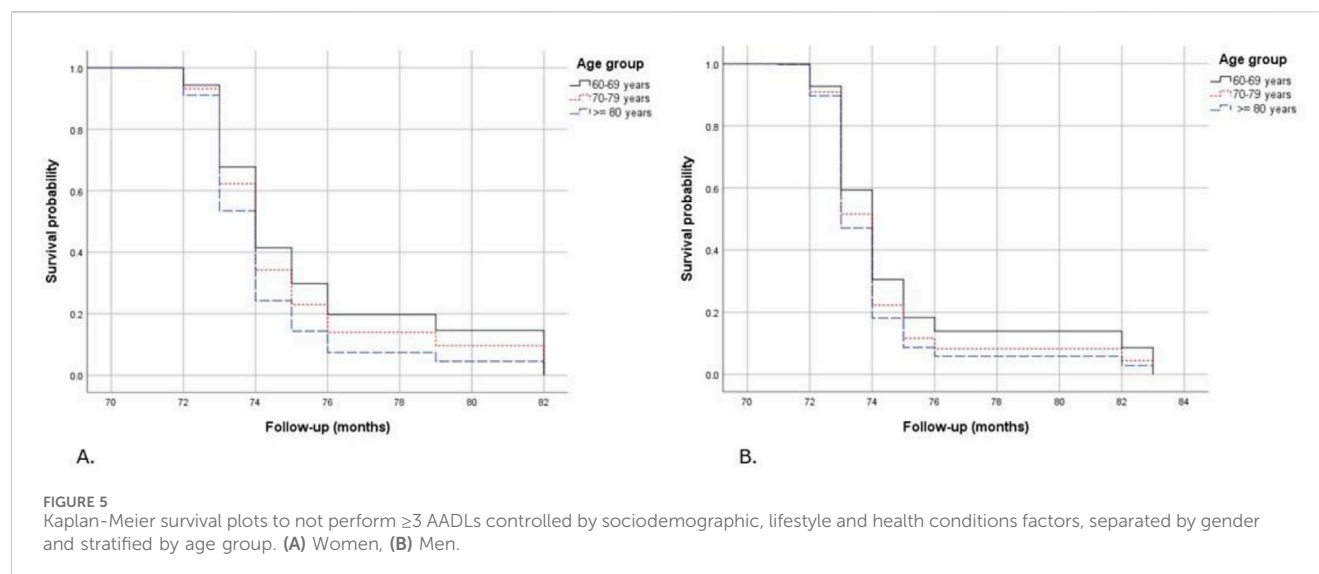 Age group
60-69 years
70-79 years
>= 80 years
1.0
0.8
0.6
0.4
0.2
0.0
Survival probability
70 72 74 76 78 80 82
Follow-up (months)
A.
Age group
60-69 years
70-79 years
>= 80 years
1.0
0.8
0.6
0.4
0.2
0.0
Survival probability
70 72 74 76 78 80 82 84
Follow-up (months)
B.
FIGURE 5
Kaplan-Meier survival plots to not perform ≥3 AADLs controlled by sociodemographic, lifestyle and health conditions factors, separated by gender
and stratified by age group. (A) Women, (B) Men.